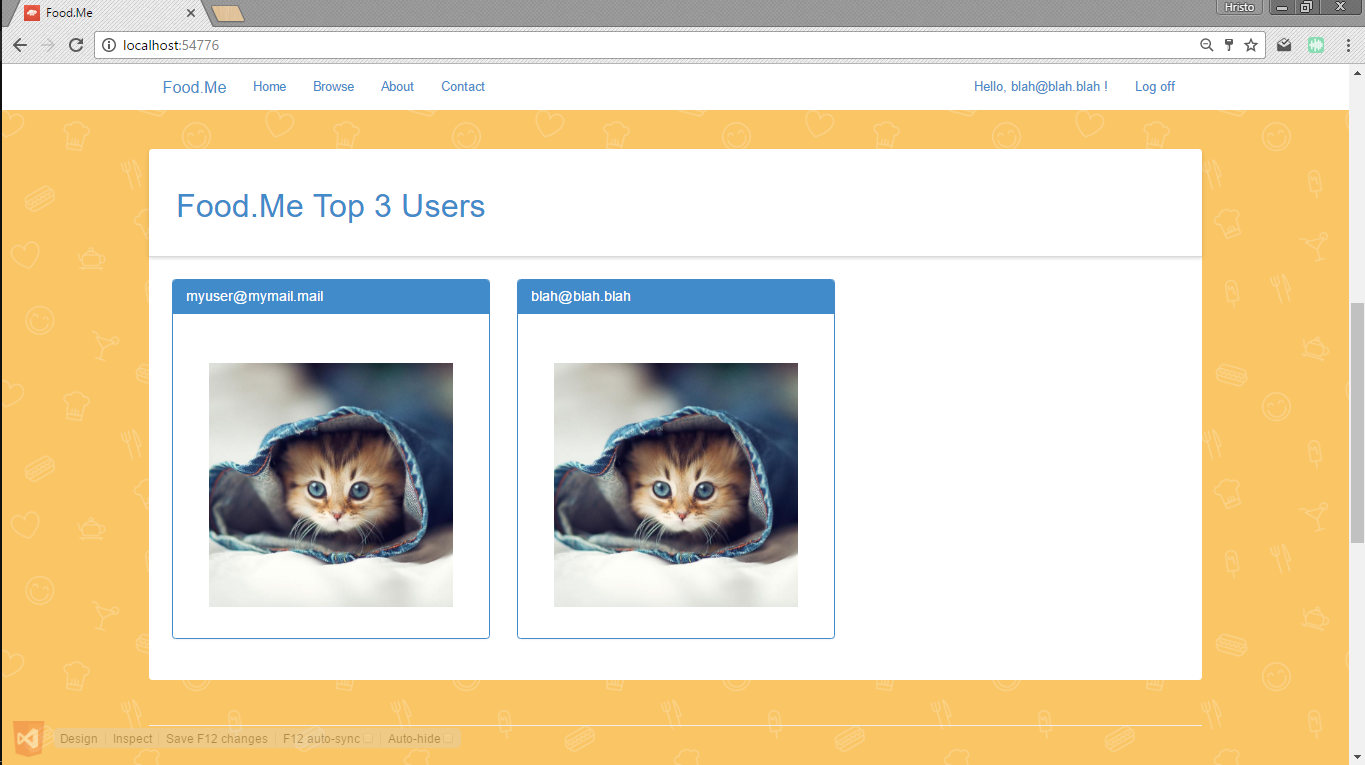 Food.Me
Hristo
localhost:54776
Food.Me Home Browse About Contact Hello, blah@blah.blah ! Log off
Food.Me Top 3 Users
myuser@mymail.mail
blah@blah.blah
Design Inspect Save F12 changes F12 auto-sync Auto-hide